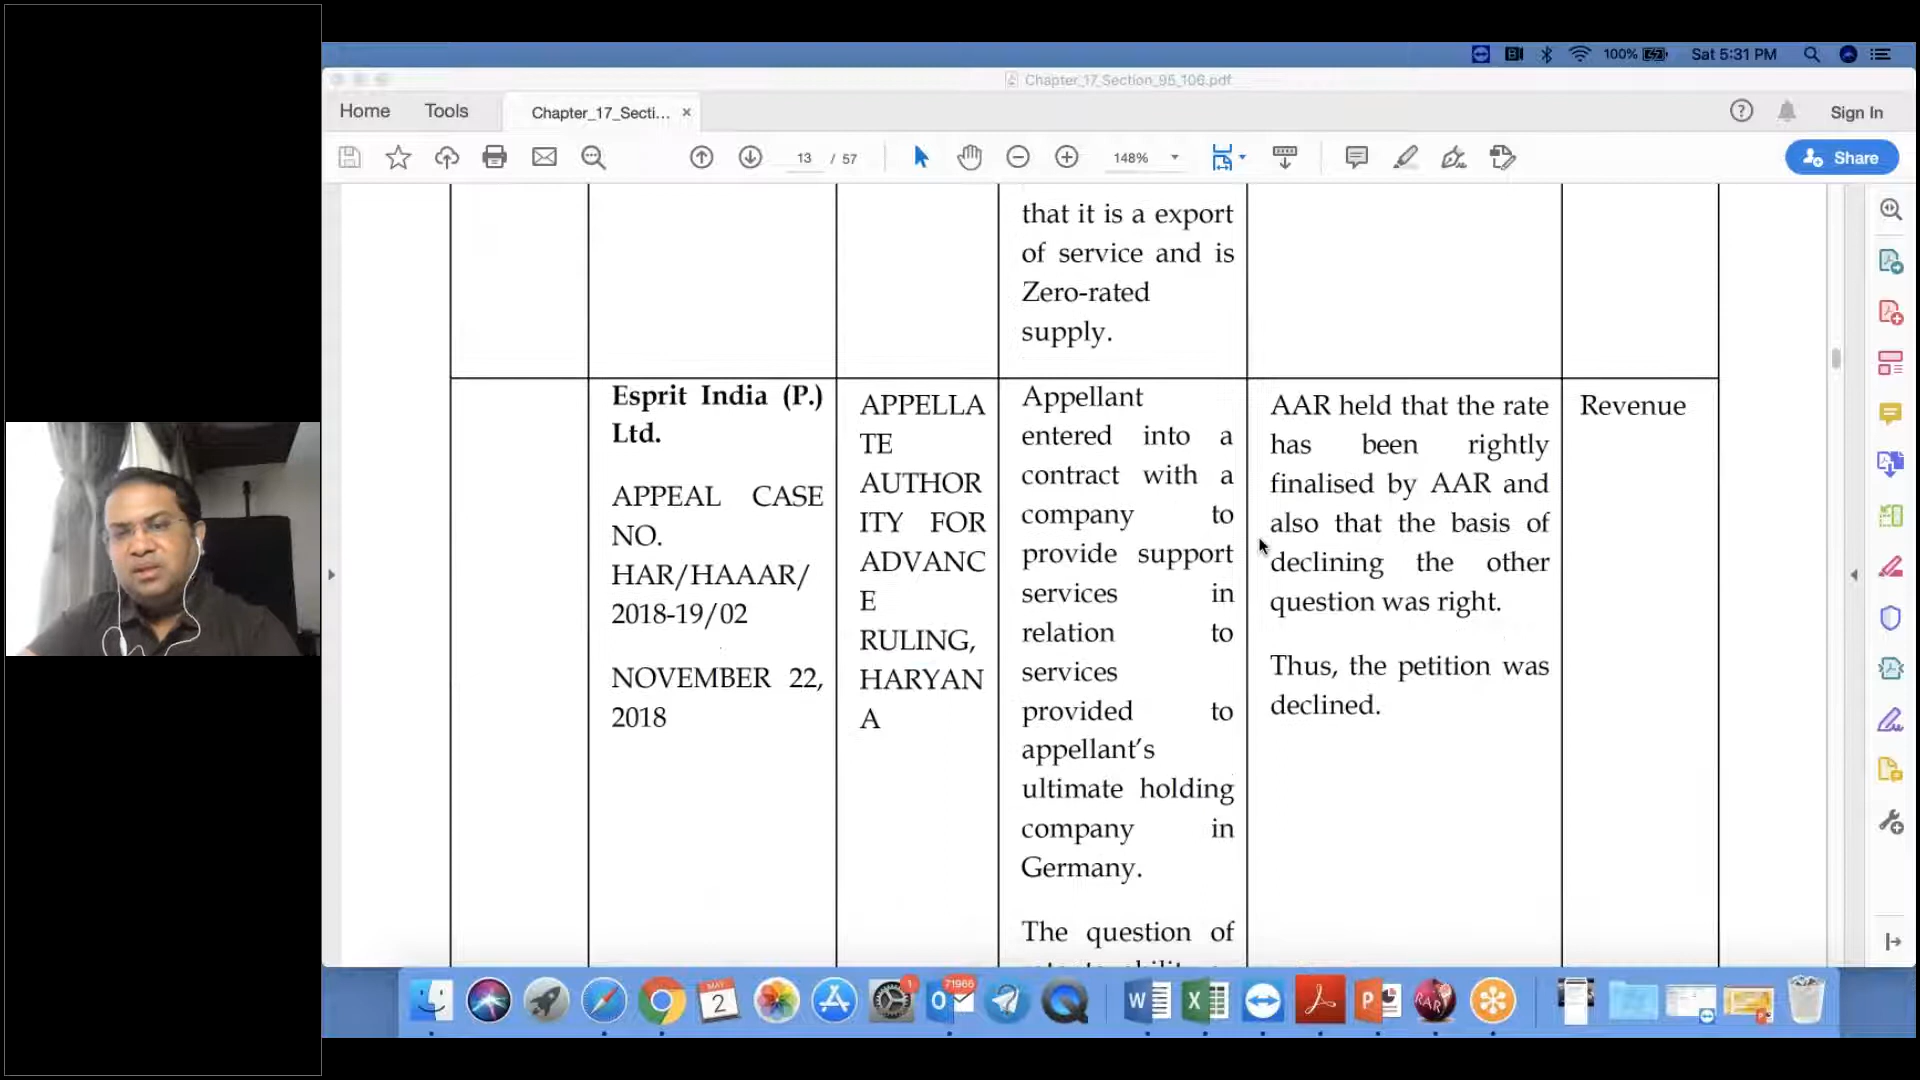 100% Sat 5:31 PM
Chapter_17_Section_95_106.pdf
Home Tools Chapter_17_Secti... × Sign In
13 / 57 148% Share
that it is a export
of service and is
Zero-rated
supply.
Esprit India (P.)
Ltd.
APPEAL CASE
NO.
HAR/HAAAR/
2018-19/02
NOVEMBER 22,
2018
APPELLA
TE
AUTHOR
ITY FOR
ADVANC
E
RULING,
HARYAN
A
Appellant
entered into a
contract with a
company to
provide support
services in
relation to
services
provided to
appellant’s
ultimate holding
company in
Germany.
The question of
AAR held that the rate
has been rightly
finalised by AAR and
also that the basis of
declining the other
question was right.
Thus, the petition was
declined.
Revenue
MAY
2
1
71966
RAR